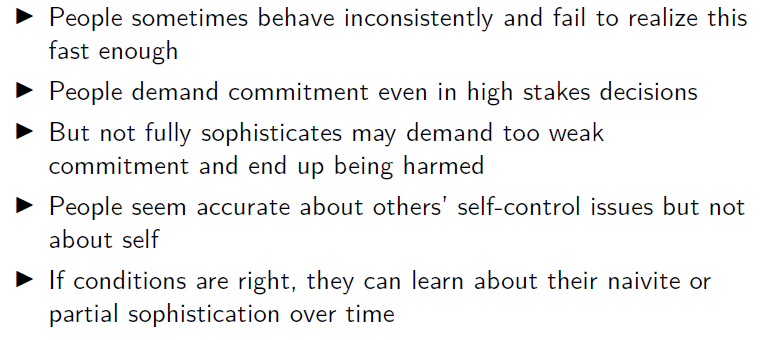 ▶ People sometimes behave inconsistently and fail to realize this
fast enough
▶ People demand commitment even in high stakes decisions
▶ But not fully sophisticates may demand too weak
commitment and end up being harmed
▶ People seem accurate about others' self-control issues but not
about self
▶ If conditions are right, they can learn about their naivite or
partial sophistication over time